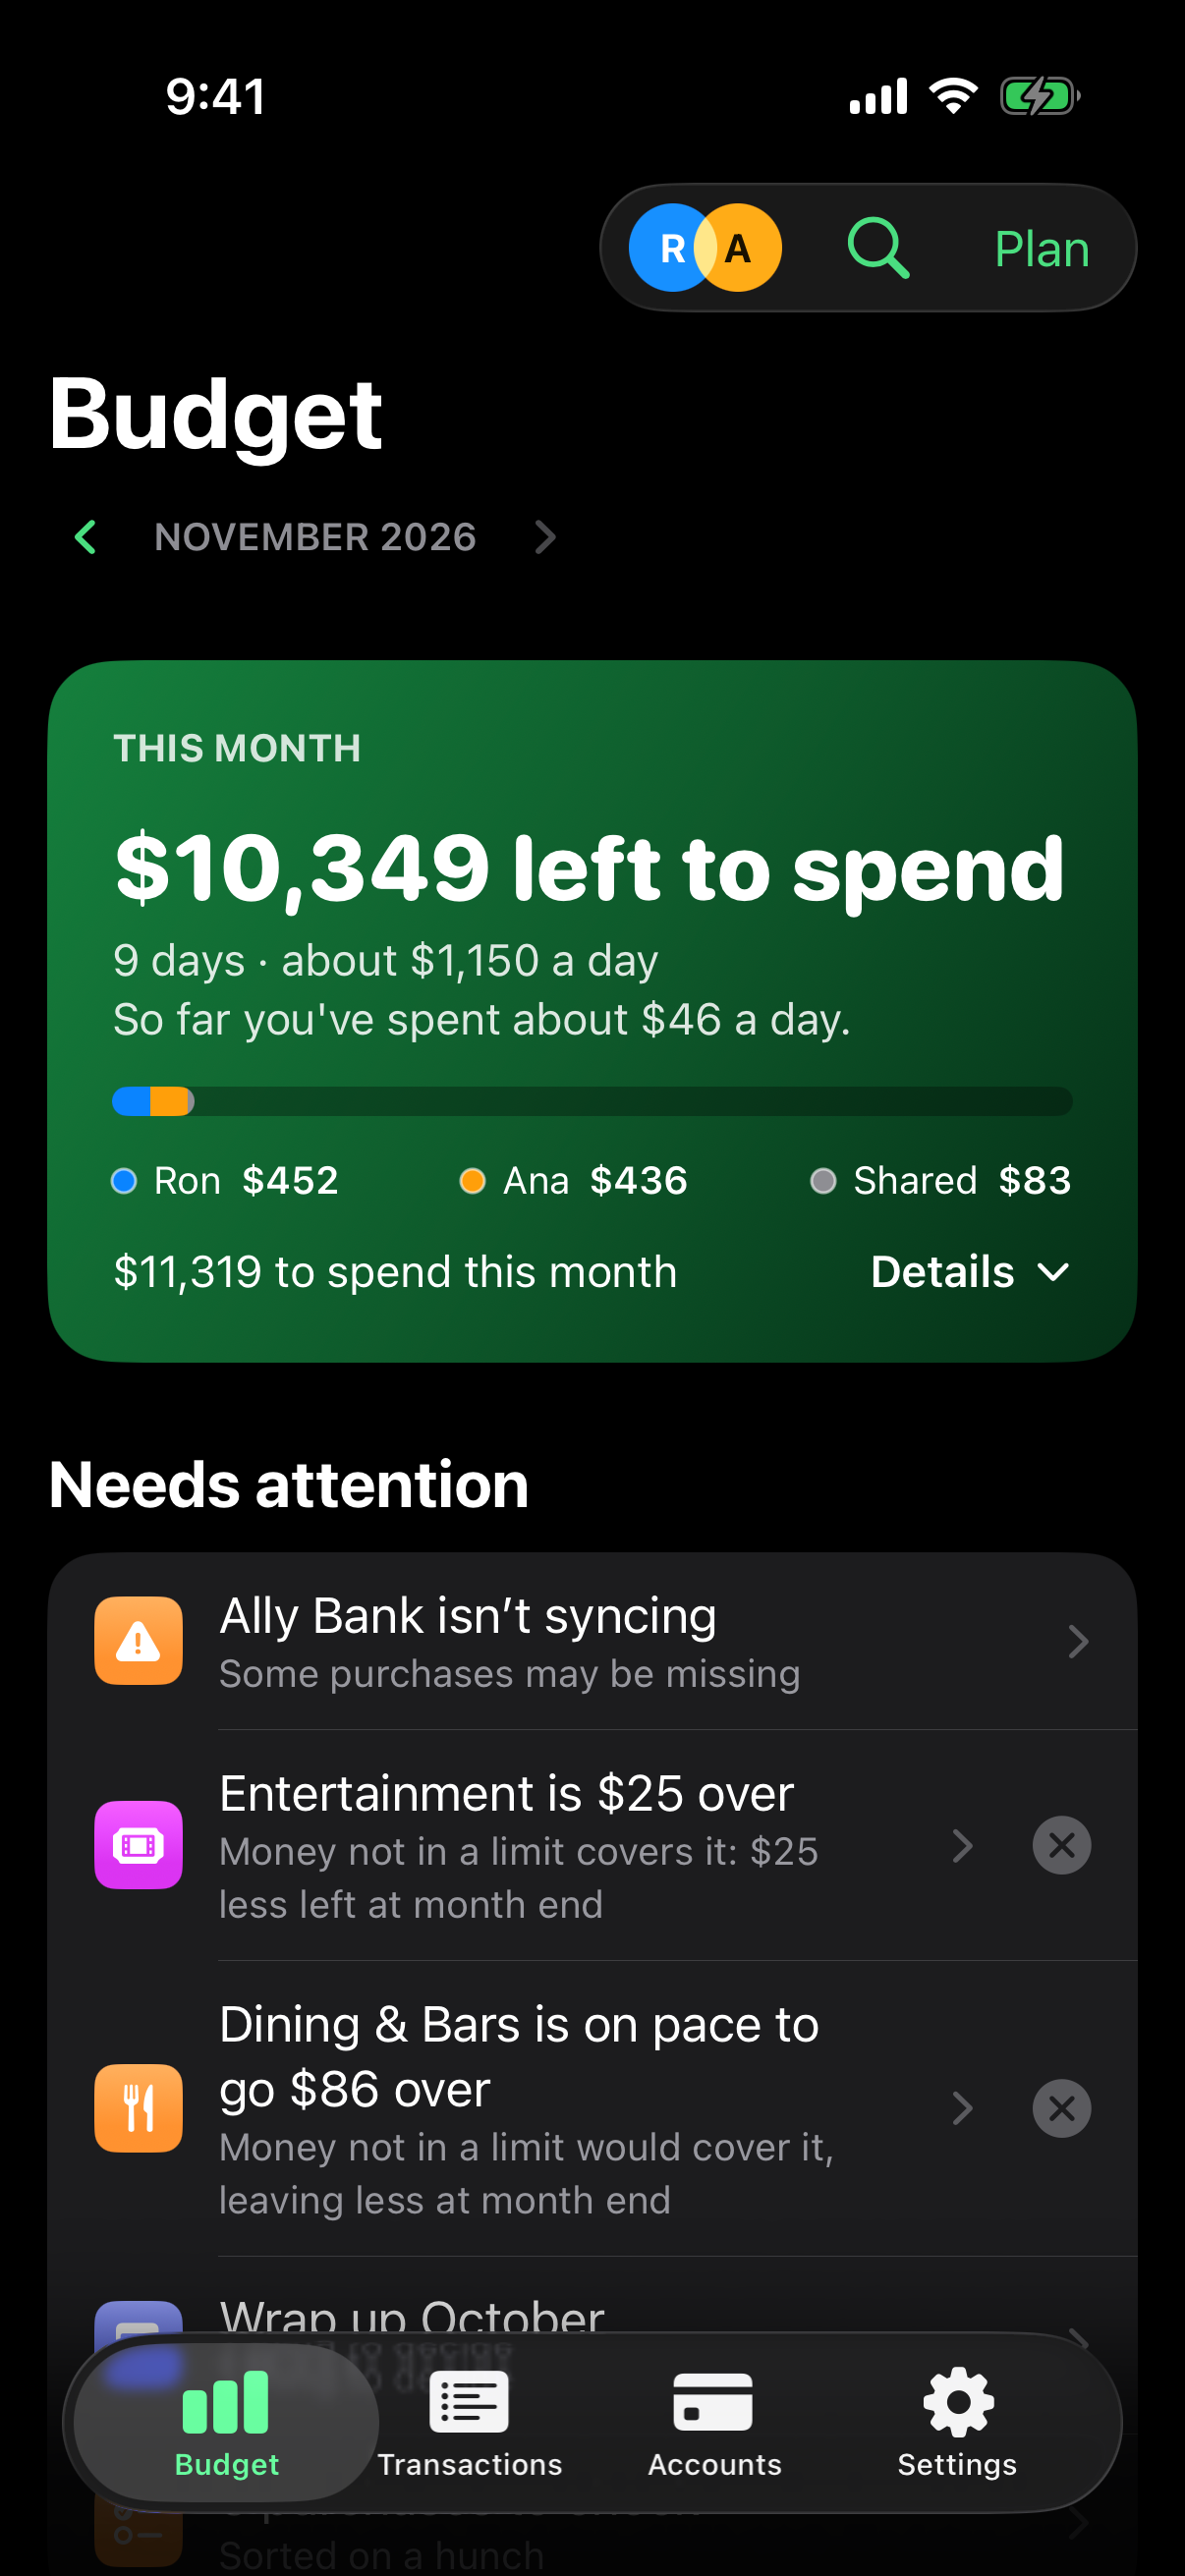 9:41
R A Plan
Budget
NOVEMBER 2026
THIS MONTH
$10,349 left to spend
9 days · about $1,150 a day
So far you've spent about $46 a day.
Ron $452 Ana $436 Shared $83
$11,319 to spend this month Details
Needs attention
Ally Bank isn’t syncing
Some purchases may be missing
Entertainment is $25 over
Money not in a limit covers it: $25
less left at month end
Dining & Bars is on pace to
go $86 over
Money not in a limit would cover it,
leaving less at month end
Wrap up October
to decide
Budget Transactions Accounts Settings
Sorted on a hunch